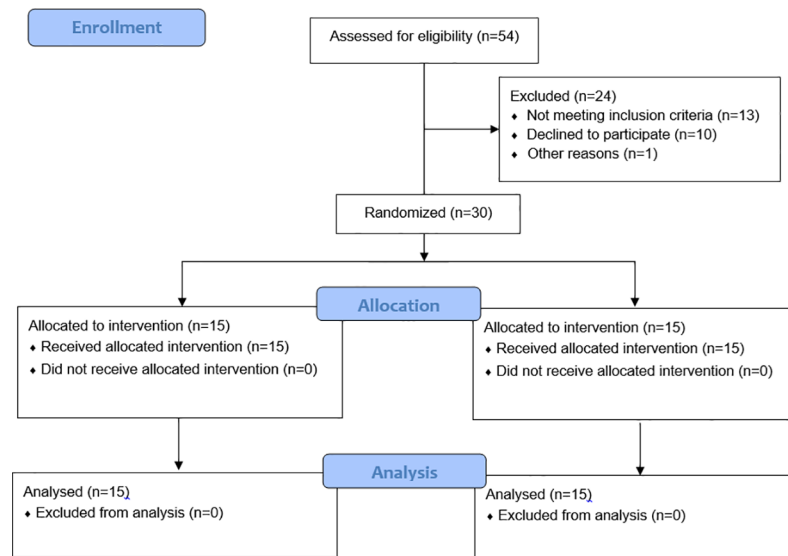 Enrollment
Assessed for eligibility (n=54)
Excluded (n=24)
♦ Not meeting inclusion criteria (n=13)
♦ Declined to participate (n=10)
♦ Other reasons (n=1)
Randomized (n=30)
Allocation
Allocated to intervention (n=15)
♦ Received allocated intervention (n=15)
♦ Did not receive allocated intervention (n=0)
Allocated to intervention (n=15)
♦ Received allocated intervention (n=15)
♦ Did not receive allocated intervention (n=0)
Analysis
Analysed (n=15)
♦ Excluded from analysis (n=0)
Analysed (n=15)
♦ Excluded from analysis (n=0)